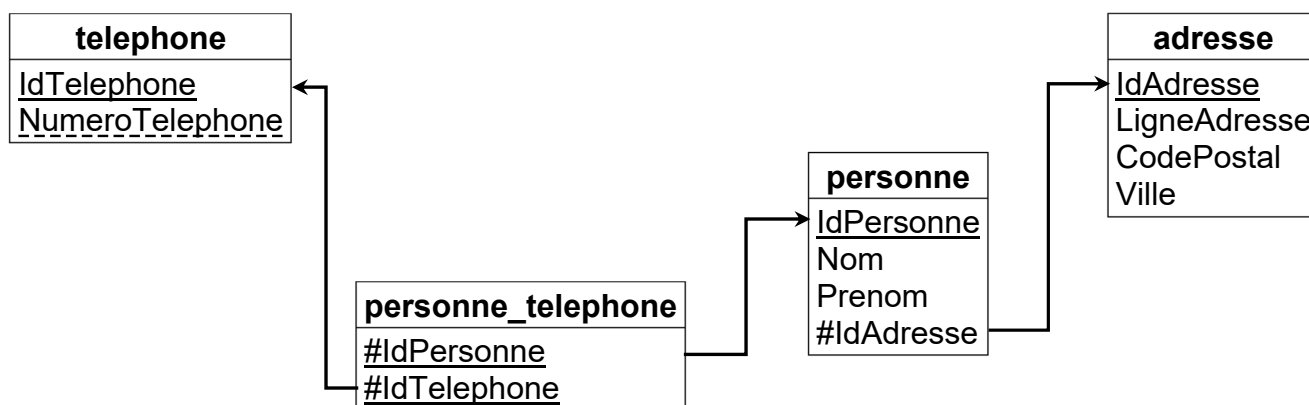 telephone
IdTelephone
NumeroTelephone
adresse
IdAdresse
LigneAdresse
CodePostal
Ville
personne
IdPersonne
Nom
Prenom
#IdAdresse
personne_telephone
#IdPersonne
#IdTelephone